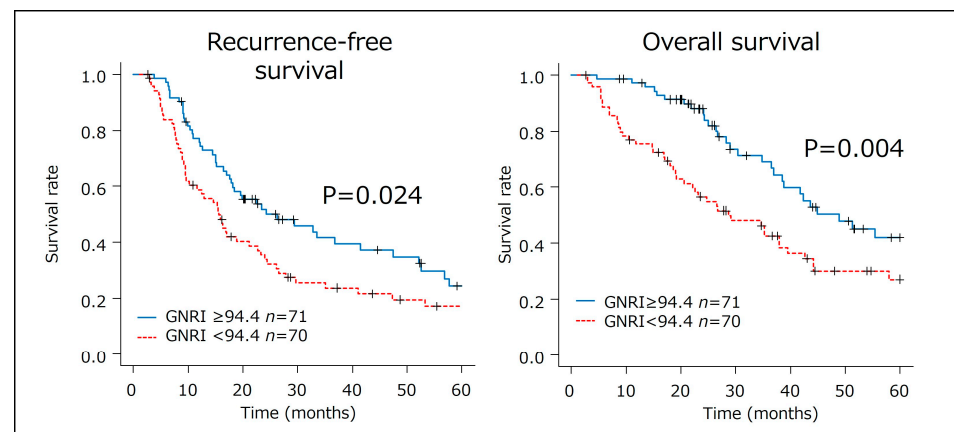 Recurrence-free
survival
Survival rate
1.0
0.8
0.6
0.4
0.2
0.0
P=0.024
GNRI ≥94.4 n=71
GNRI <94.4 n=70
0 10 20 30 40 50 60
Time (months)
Overall survival
Survival rate
1.0
0.8
0.6
0.4
0.2
0.0
P=0.004
GNRI≥94.4 n=71
GNRI<94.4 n=70
0 10 20 30 40 50 60
Time (months)